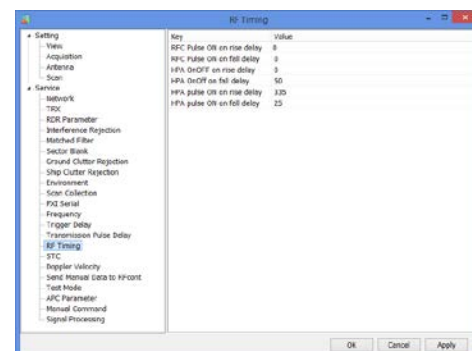 RF Timing
Setting
View
Acquisition
Antenna
Scan
Service
Network
TRX
RDR Parameter
Interference Rejection
Matched Filter
Sector Blank
Ground Clutter Rejection
Ship Clutter Rejection
Environment
Scan Collection
PXI Serial
Frequency
Trigger Delay
Transmission Pulse Delay
RF Timing
STC
Doppler Velocity
Send Manual Data to RFcont
Test Mode
APC Parameter
Manual Command
Signal Processing
Key Value
RFC Pulse ON on rise delay 0
RFC Pulse ON on fall delay 0
HPA OnOFF on rise delay 0
HPA OnOff on fall delay 50
HPA pulse ON on rise delay 335
HPA pulse ON on fall delay 25
OK Cancel Apply